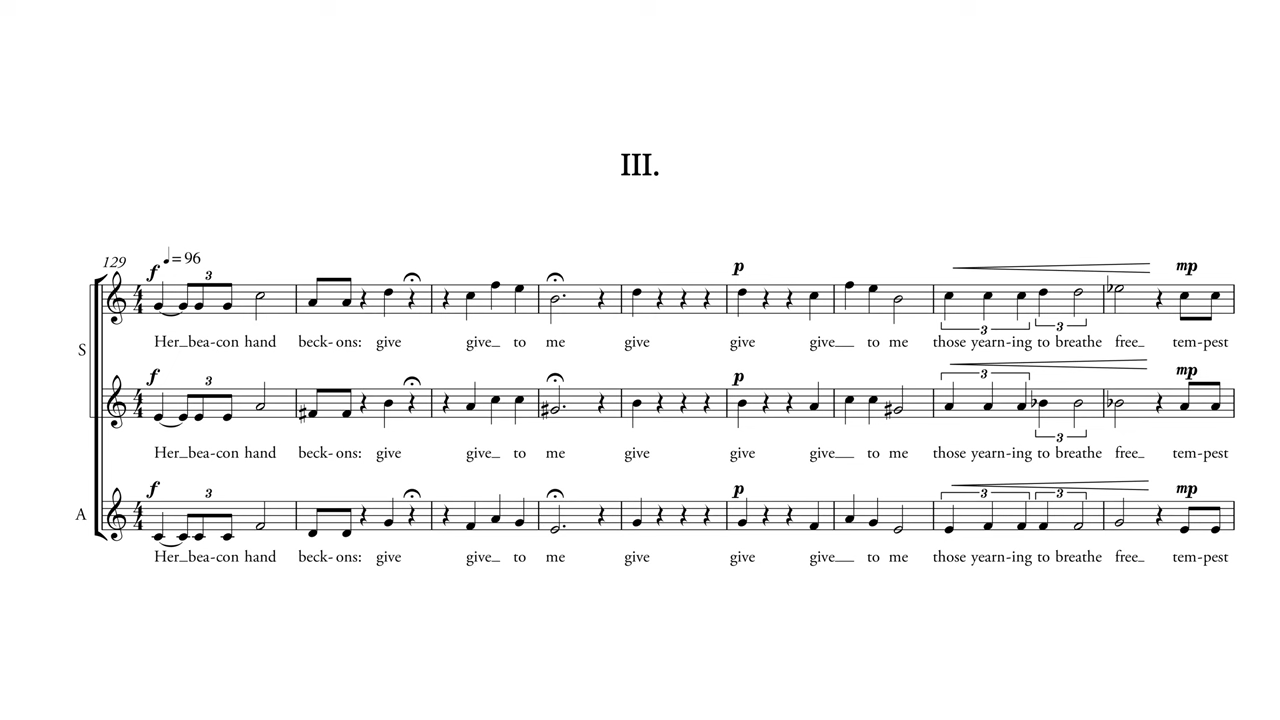 III.
129
♩= 96
f p mp
3 3 3
S
Her_bea-con hand beck-ons: give give_ to me give give give__ to me those yearn-ing to breathe free_ tem-pest
f p mp
3 3 3
Her_bea-con hand beck-ons: give give_ to me give give give__ to me those yearn-ing to breathe free_ tem-pest
f p mp
3 3 3
A
Her_bea-con hand beck-ons: give give_ to me give give give__ to me those yearn-ing to breathe free_ tem-pest